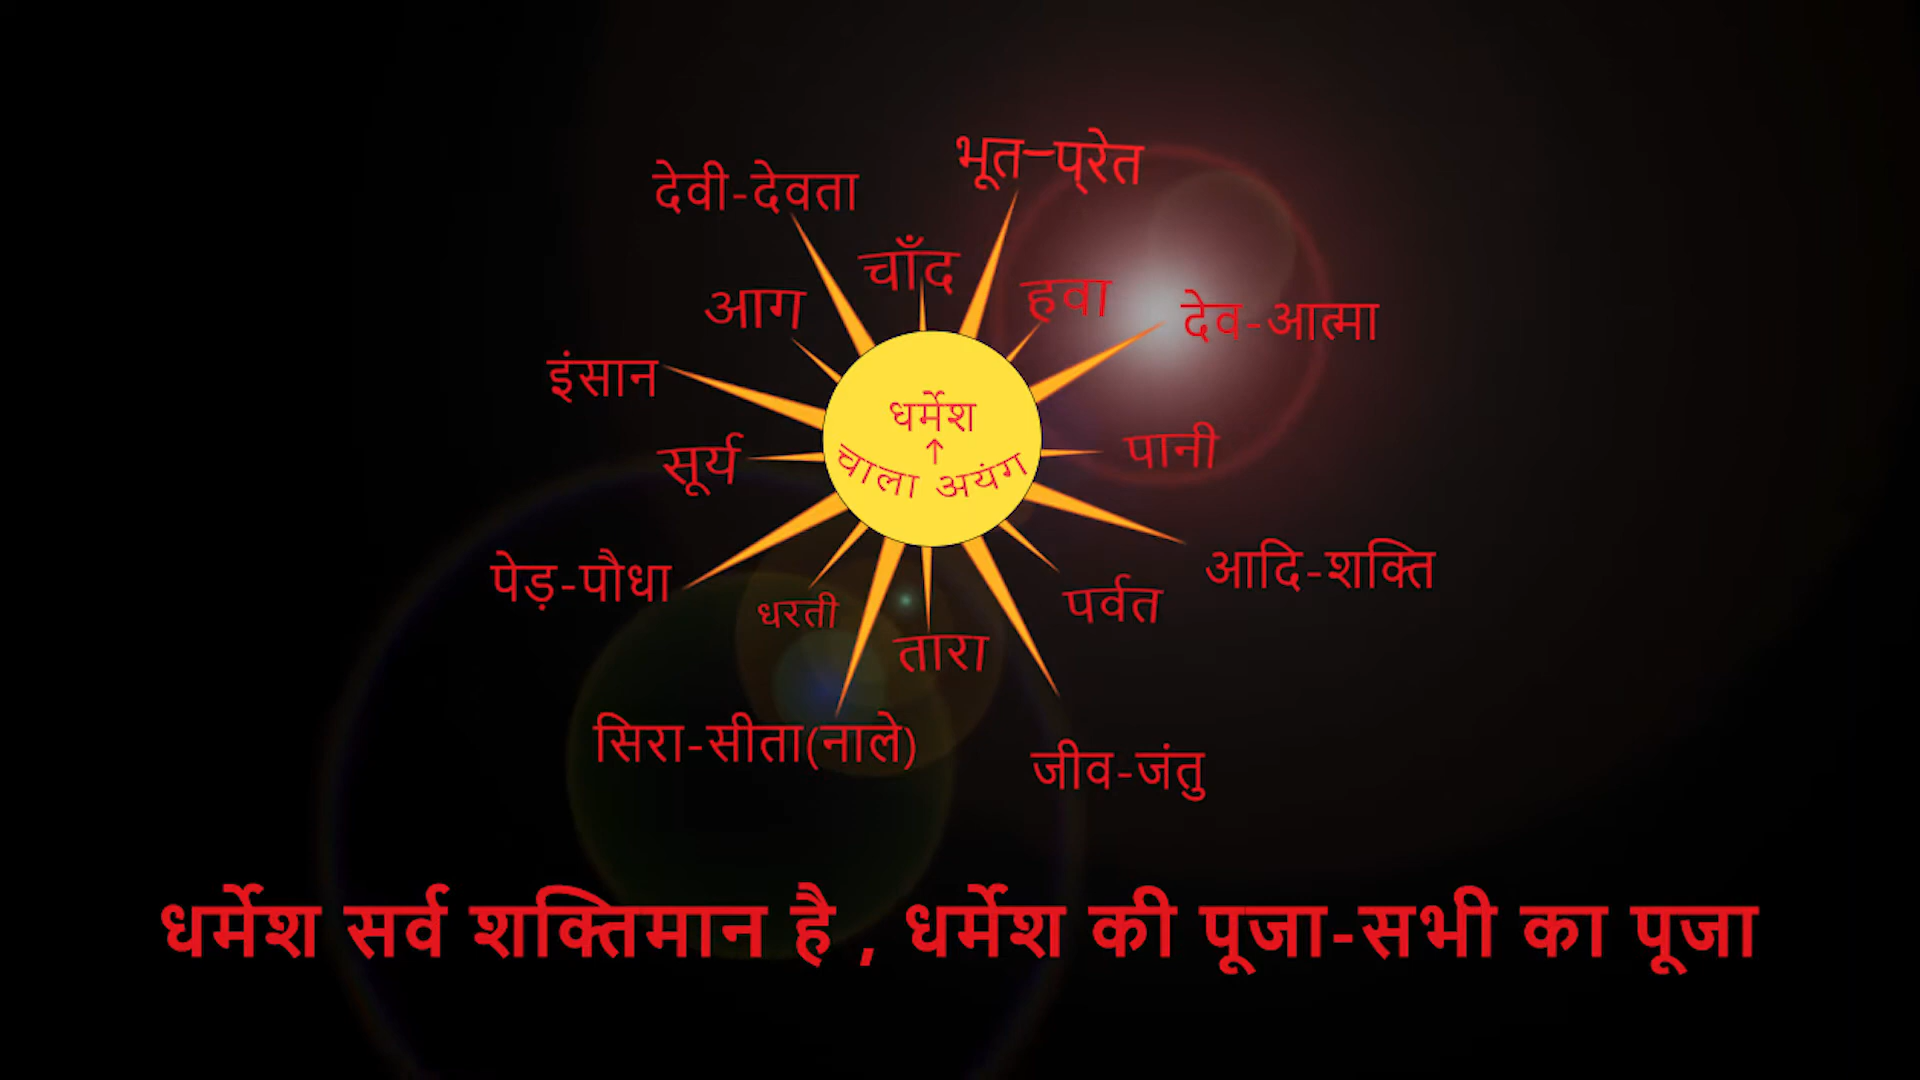 भूत-प्रेत
देवी-देवता
चाँद
हवा
आग
देव-आत्मा
इंसान
धर्मेश
↑
चाला अयंग
सूर्य
पानी
पेड़-पौधा
आदि-शक्ति
धरती
पर्वत
तारा
सिरा-सीता(नाले)
जीव-जंतु
धर्मेश सर्व शक्तिमान है , धर्मेश की पूजा-सभी का पूजा